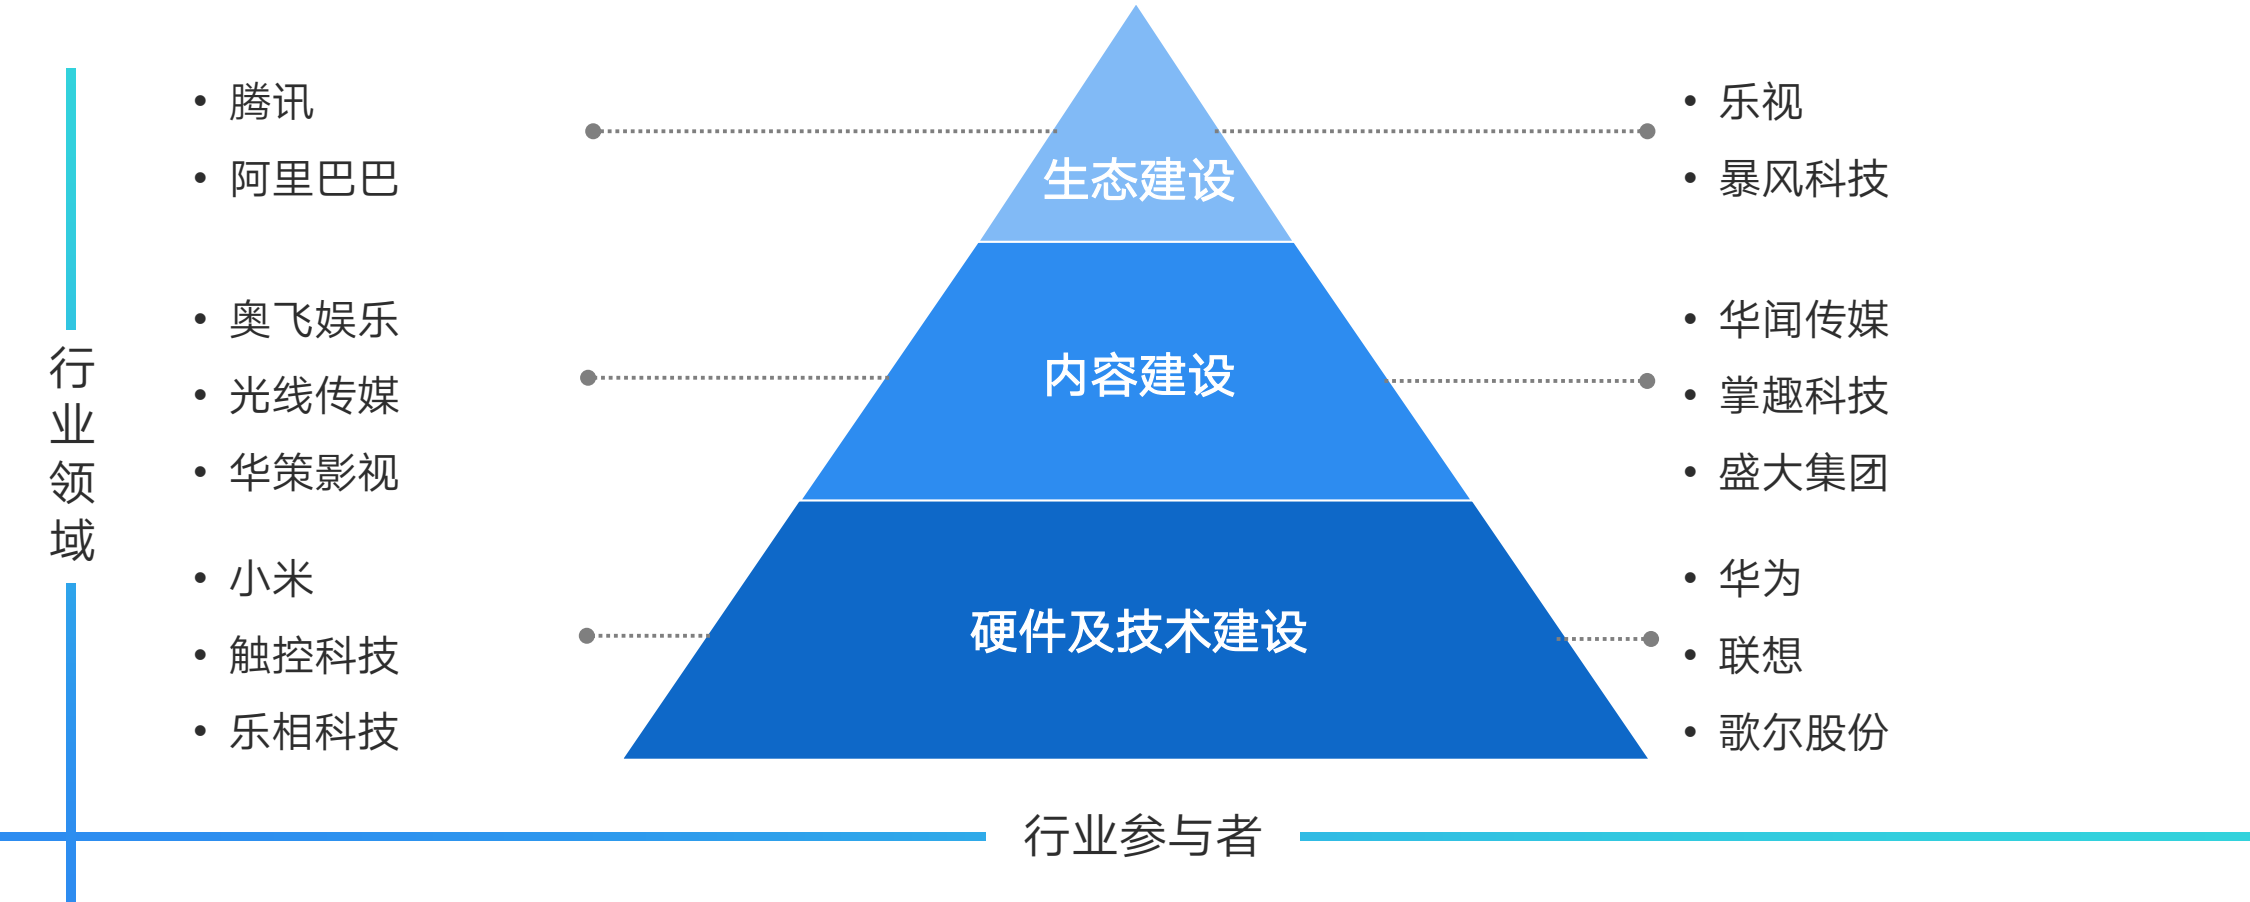 行业领域
• 腾讯
• 阿里巴巴
生态建设
• 乐视
• 暴风科技
• 奥飞娱乐
• 光线传媒
• 华策影视
内容建设
• 华闻传媒
• 掌趣科技
• 盛大集团
• 小米
• 触控科技
• 乐相科技
硬件及技术建设
• 华为
• 联想
• 歌尔股份
行业参与者